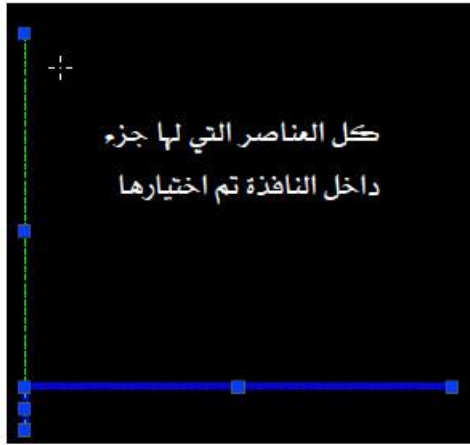 كل العناصر التي لها جزء
داخل النافذة تم اختيارها